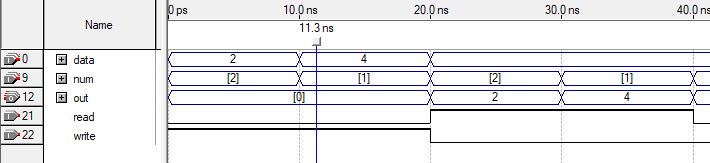 Name
0 ps 10.0 ns 20.0 ns 30.0 ns 40.0 ns
11.3 ns
0 data 2 4
9 num [2] [1] [2] [1]
12 out [0] 2 4
21 read
22 write